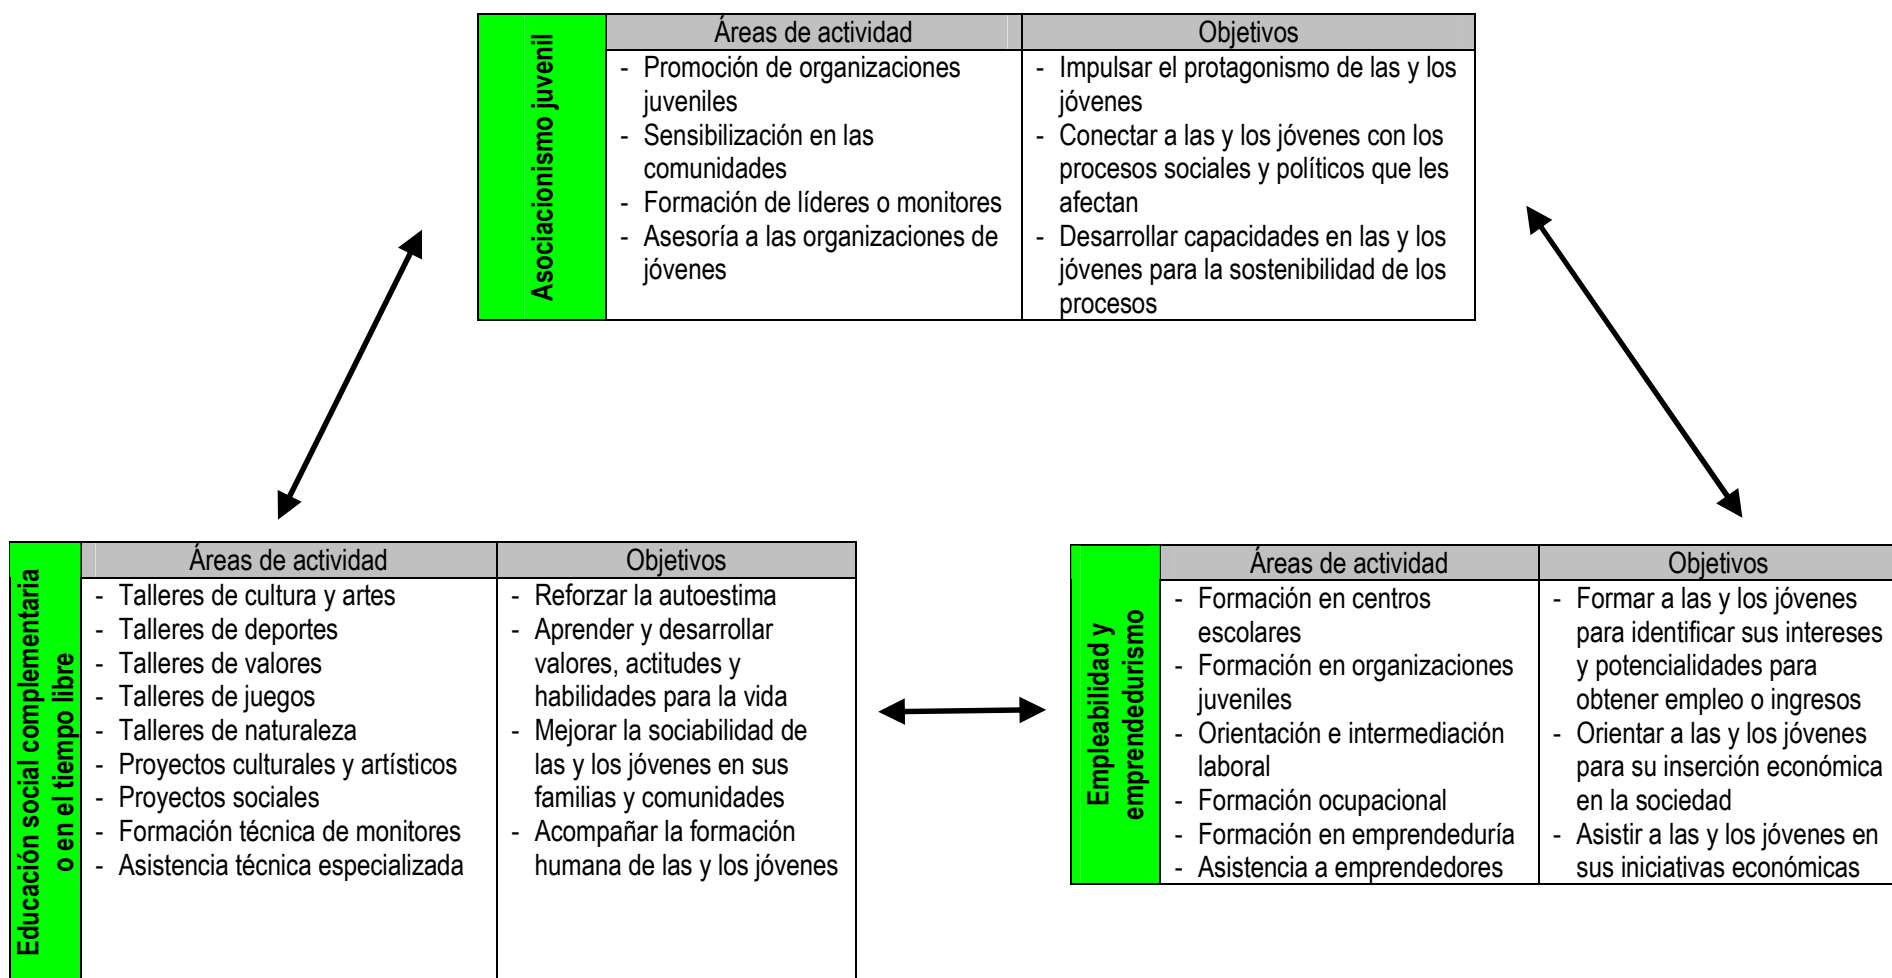 Asociacionismo juvenil
Áreas de actividad
- Promoción de organizaciones
juveniles
- Sensibilización en las
comunidades
- Formación de líderes o monitores
- Asesoría a las organizaciones de
jóvenes
Objetivos
- Impulsar el protagonismo de las y los
jóvenes
- Conectar a las y los jóvenes con los
procesos sociales y políticos que les
afectan
- Desarrollar capacidades en las y los
jóvenes para la sostenibilidad de los
procesos
Educación social complementaria
o en el tiempo libre
Áreas de actividad
- Talleres de cultura y artes
- Talleres de deportes
- Talleres de valores
- Talleres de juegos
- Talleres de naturaleza
- Proyectos culturales y artísticos
- Proyectos sociales
- Formación técnica de monitores
- Asistencia técnica especializada
Objetivos
- Reforzar la autoestima
- Aprender y desarrollar
valores, actitudes y
habilidades para la vida
- Mejorar la sociabilidad de
las y los jóvenes en sus
familias y comunidades
- Acompañar la formación
humana de las y los jóvenes
Empleabilidad y
emprendedurismo
Áreas de actividad
- Formación en centros
escolares
- Formación en organizaciones
juveniles
- Orientación e intermediación
laboral
- Formación ocupacional
- Formación en emprendeduría
- Asistencia a emprendedores
Objetivos
- Formar a las y los jóvenes
para identificar sus intereses
y potencialidades para
obtener empleo o ingresos
- Orientar a las y los jóvenes
para su inserción económica
en la sociedad
- Asistir a las y los jóvenes en
sus iniciativas económicas